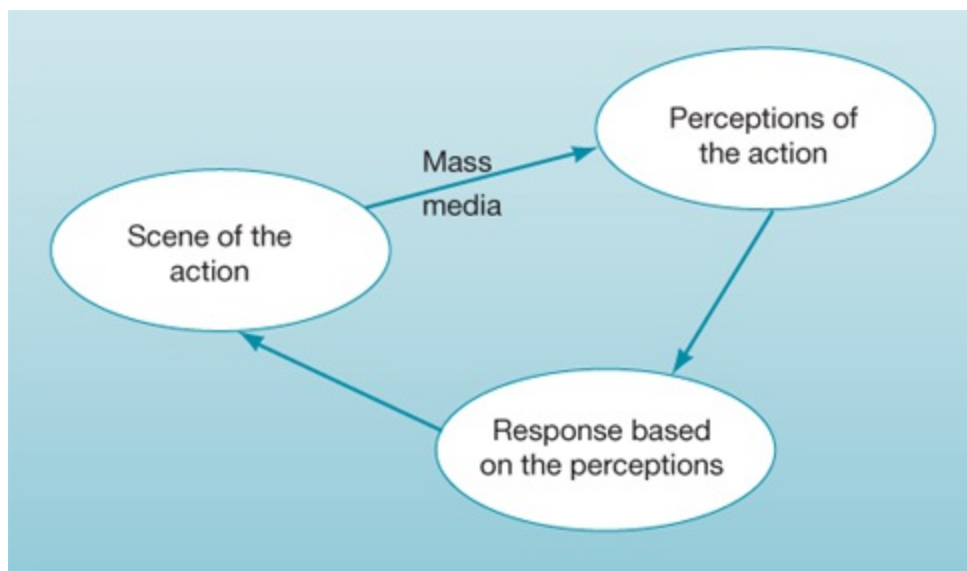 Perceptions of
the action
Mass
media
Scene of the
action
Response based
on the perceptions